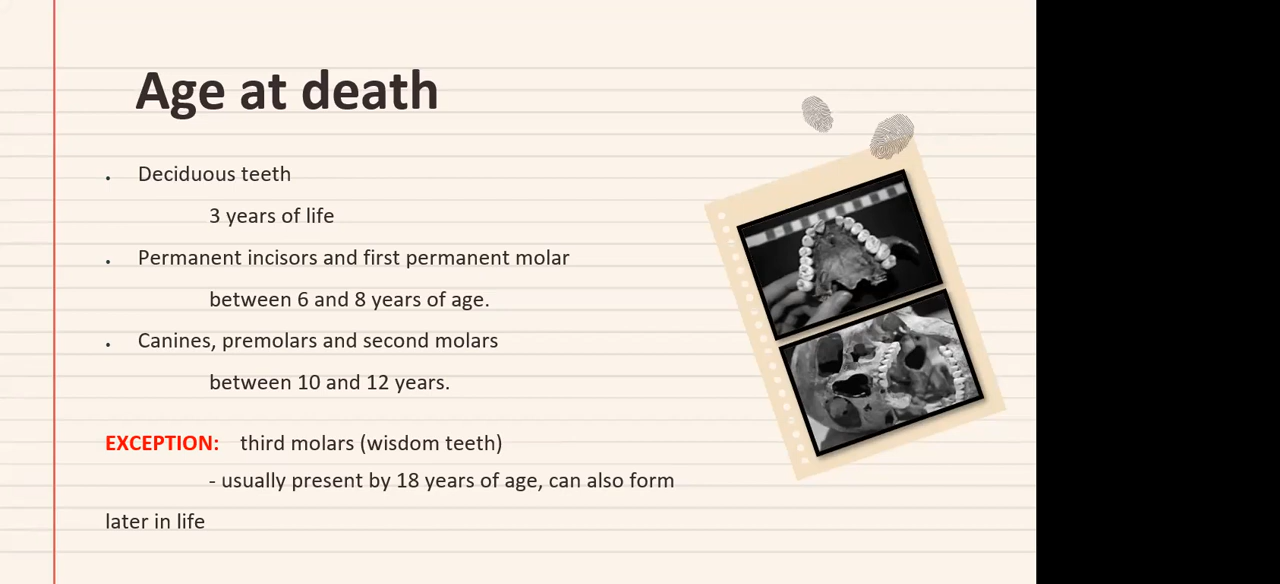 Age at death
. Deciduous teeth
3 years of life
. Permanent incisors and first permanent molar
between 6 and 8 years of age.
. Canines, premolars and second molars
between 10 and 12 years.
EXCEPTION: third molars (wisdom teeth)
- usually present by 18 years of age, can also form
later in life